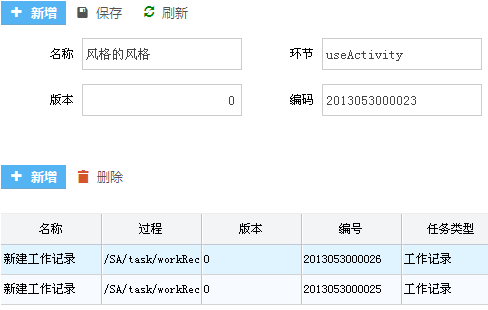 + 新增 保存 刷新
名称 风格的风格 环节 useActivity
版本 0 编码 2013053000023
+ 新增 删除
名称 过程 版本 编号 任务类型
新建工作记录 /SA/task/workRec 0 2013053000026 工作记录
新建工作记录 /SA/task/workRec 0 2013053000025 工作记录